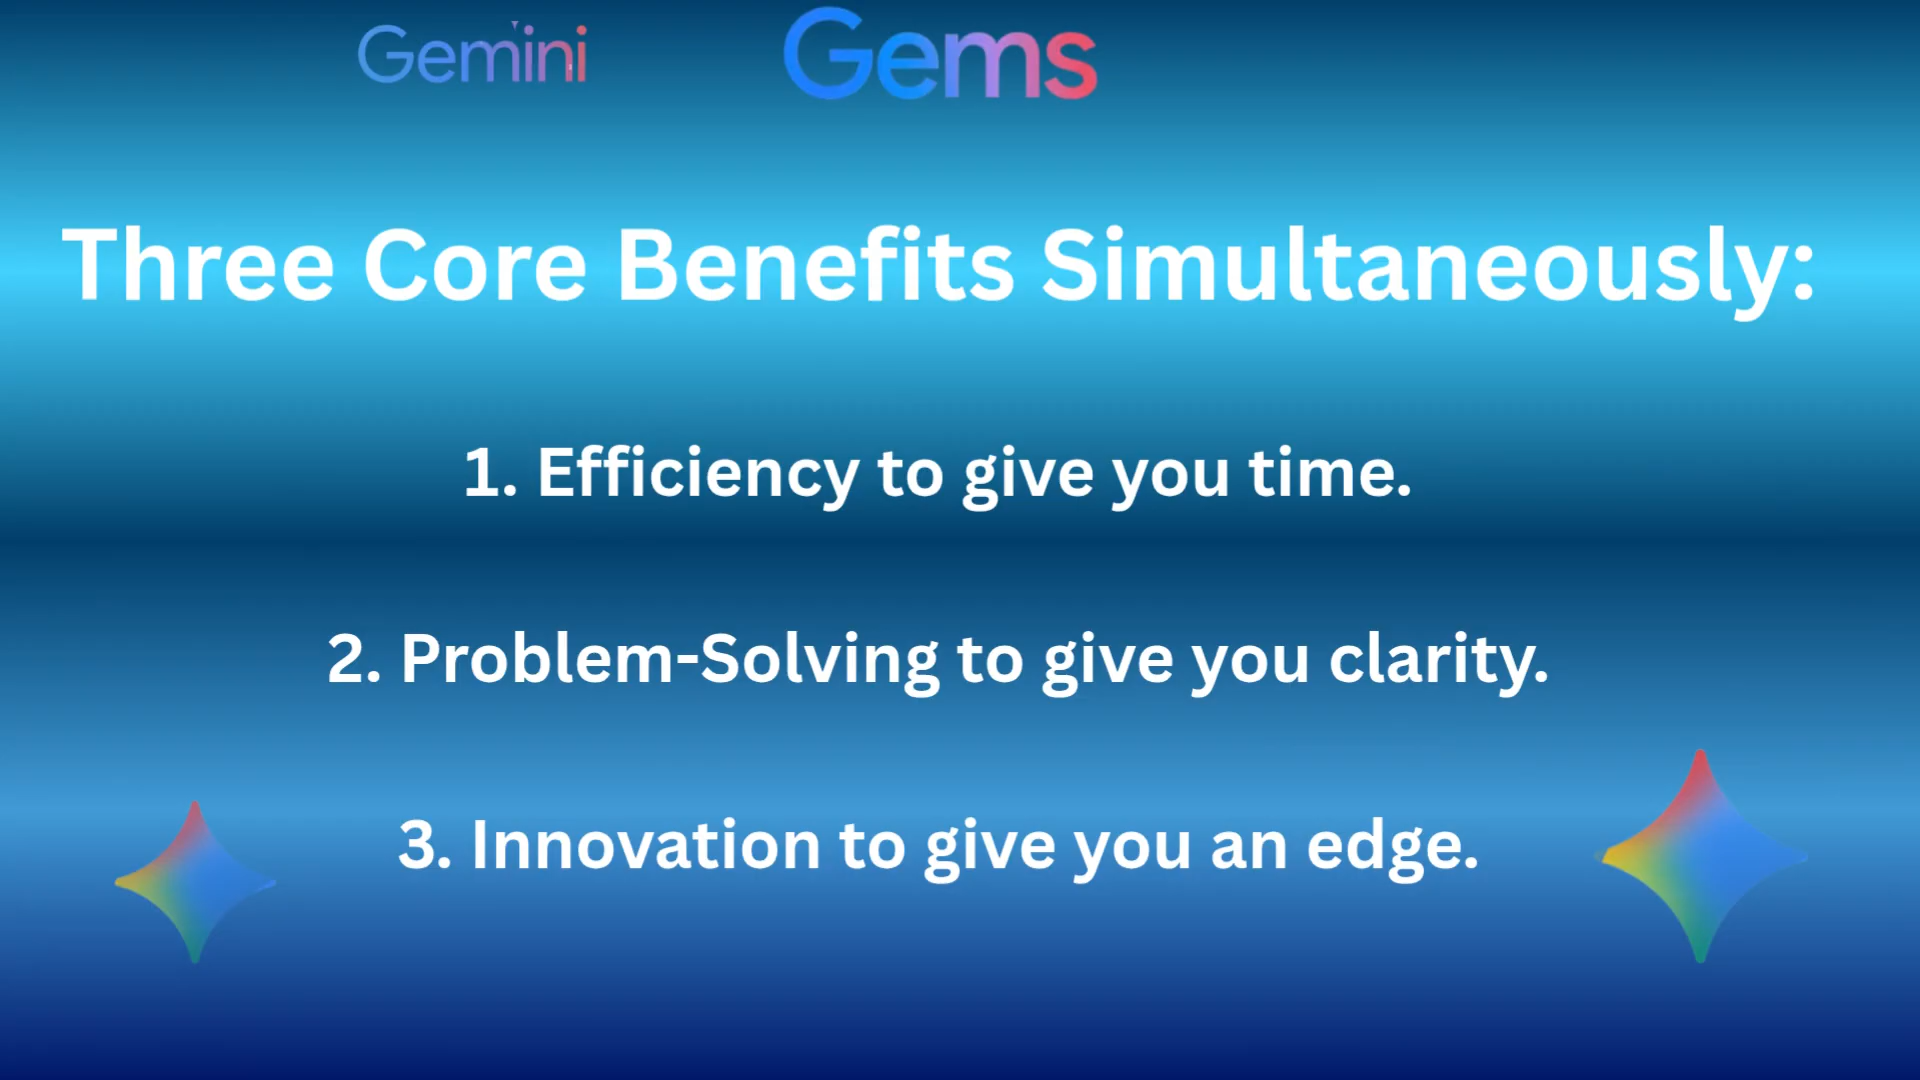 Gemini Gems
Three Core Benefits Simultaneously:
1. Efficiency to give you time.
2. Problem-Solving to give you clarity.
3. Innovation to give you an edge.